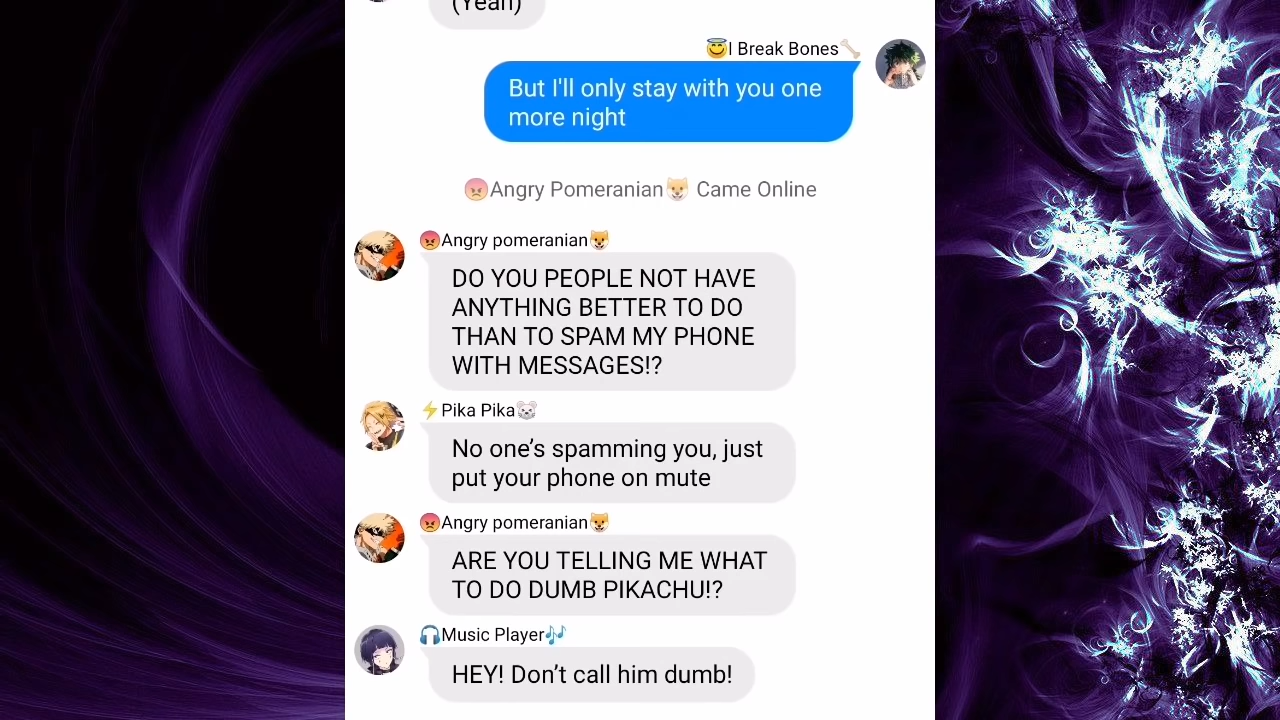 (Yeah)
😇I Break Bones🦴
But I'll only stay with you one
more night
😡Angry Pomeranian🐶 Came Online
😡Angry pomeranian🐶
DO YOU PEOPLE NOT HAVE
ANYTHING BETTER TO DO
THAN TO SPAM MY PHONE
WITH MESSAGES!?
⚡Pika Pika🐭
No one’s spamming you, just
put your phone on mute
😡Angry pomeranian🐶
ARE YOU TELLING ME WHAT
TO DO DUMB PIKACHU!?
🎧Music Player🎶
HEY! Don’t call him dumb!